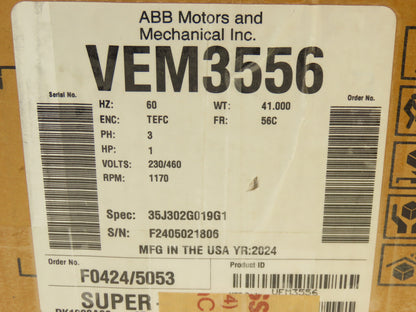 ABB Motors and
Mechanical Inc.
VEM3556
Serial No.
Order No.
HZ: 60 WT: 41.000
ENC: TEFC FR: 56C
PH: 3
HP: 1
VOLTS: 230/460
RPM: 1170
Spec: 35J302G019G1
S/N: F2405021806
MFG IN THE USA YR:2024
Order No.
Product ID
F0424/5053
VEM3556
SUPER-